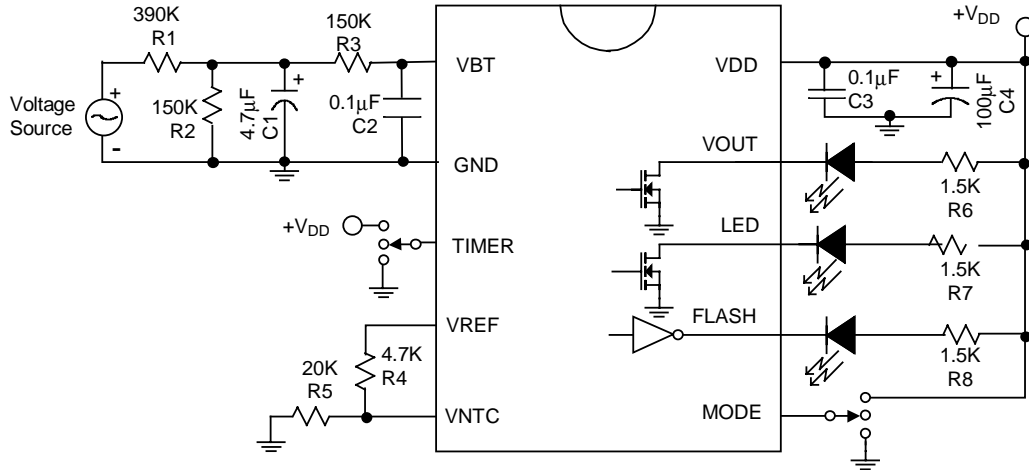 390K
R1
150K
R3
Voltage
Source
+
-
150K
R2
+
4.7μF
C1
0.1μF
C2
VBT
GND
+VDD
TIMER
VREF
4.7K
R4
20K
R5
VNTC
VDD
VOUT
LED
FLASH
MODE
+VDD
0.1μF
C3
+
100μF
C4
1.5K
R6
1.5K
R7
1.5K
R8